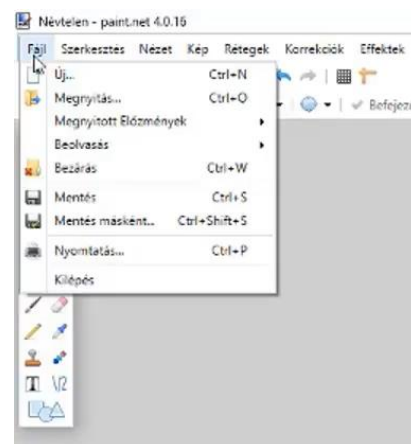 Névtelen - paint.net 4.0.16
Fájl Szerkesztés Nézet Kép Rétegek Korrekciók Effektek
Új... Ctrl+N
Megnyitás... Ctrl+O
Megnyitott Előzmények
Beolvasás
Bezárás Ctrl+W
Mentés Ctrl+S
Mentés másként... Ctrl+Shift+S
Nyomtatás... Ctrl+P
Kilépés